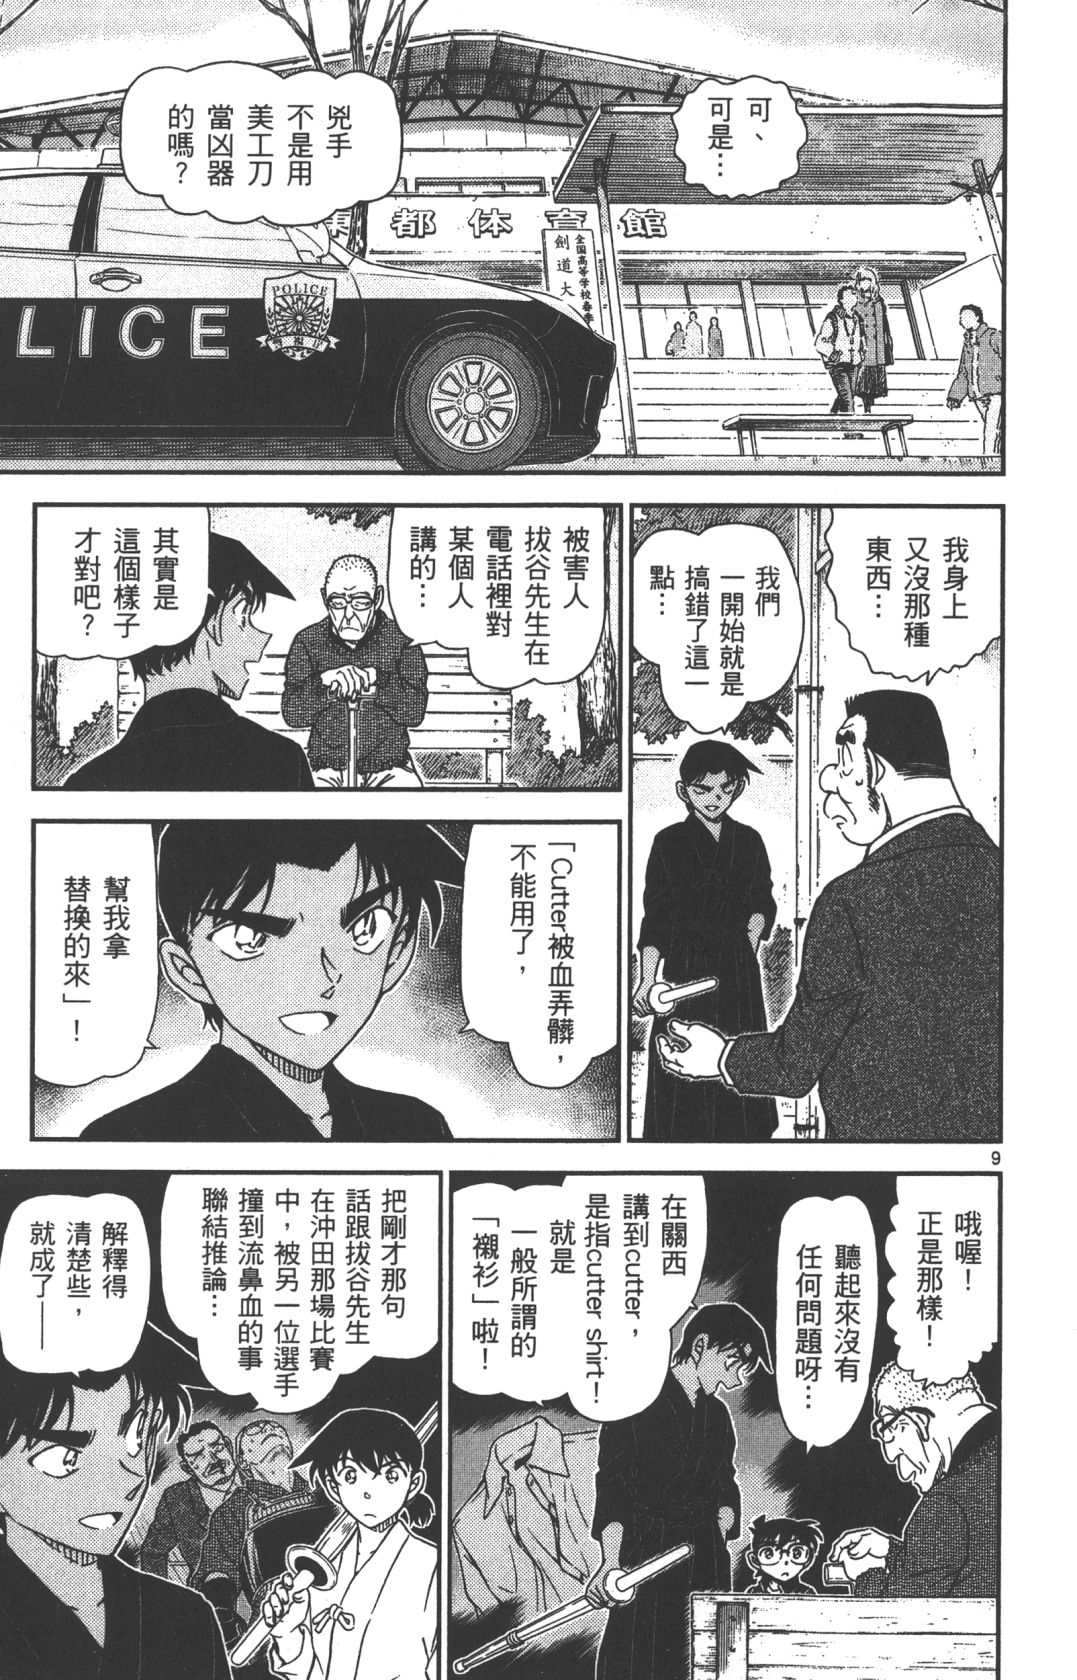 可、
可是…
兇手
不是用
美工刀
當凶器
的嗎？
都体育館
全国高等学校春季
剣道大
POLICE
LICE
我身上
又沒那種
東西…
我們
一開始就是
搞錯了這一
點…
被害人
拔谷先生在
電話裡對
某個人
講的…
其實是
這個樣子
才對吧？
「Cutter被血弄髒，
不能用了，
幫我拿
替換的來」！
9
哦喔！
正是那樣！
聽起來沒有
任何問題呀…
在關西
講到cutter，
是指cutter shirt！
就是
一般所謂的
「襯衫」啦！
把剛才那句
話跟拔谷先生
在沖田那場比賽
中，被另一位選手
撞到流鼻血的事
聯結推論…
解釋得
清楚些，
就成了——